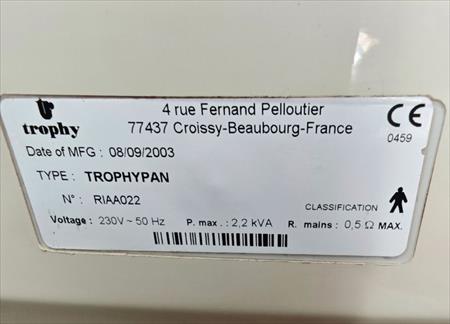 trophy
4 rue Fernand Pelloutier
77437 Croissy-Beaubourg-France
CE
0459
Date of MFG : 08/09/2003
TYPE : TROPHYPAN
N° : RIAA022
CLASSIFICATION
Voltage : 230V ~ 50 Hz P. max. : 2,2 kVA R. mains : 0,5 Ω MAX.